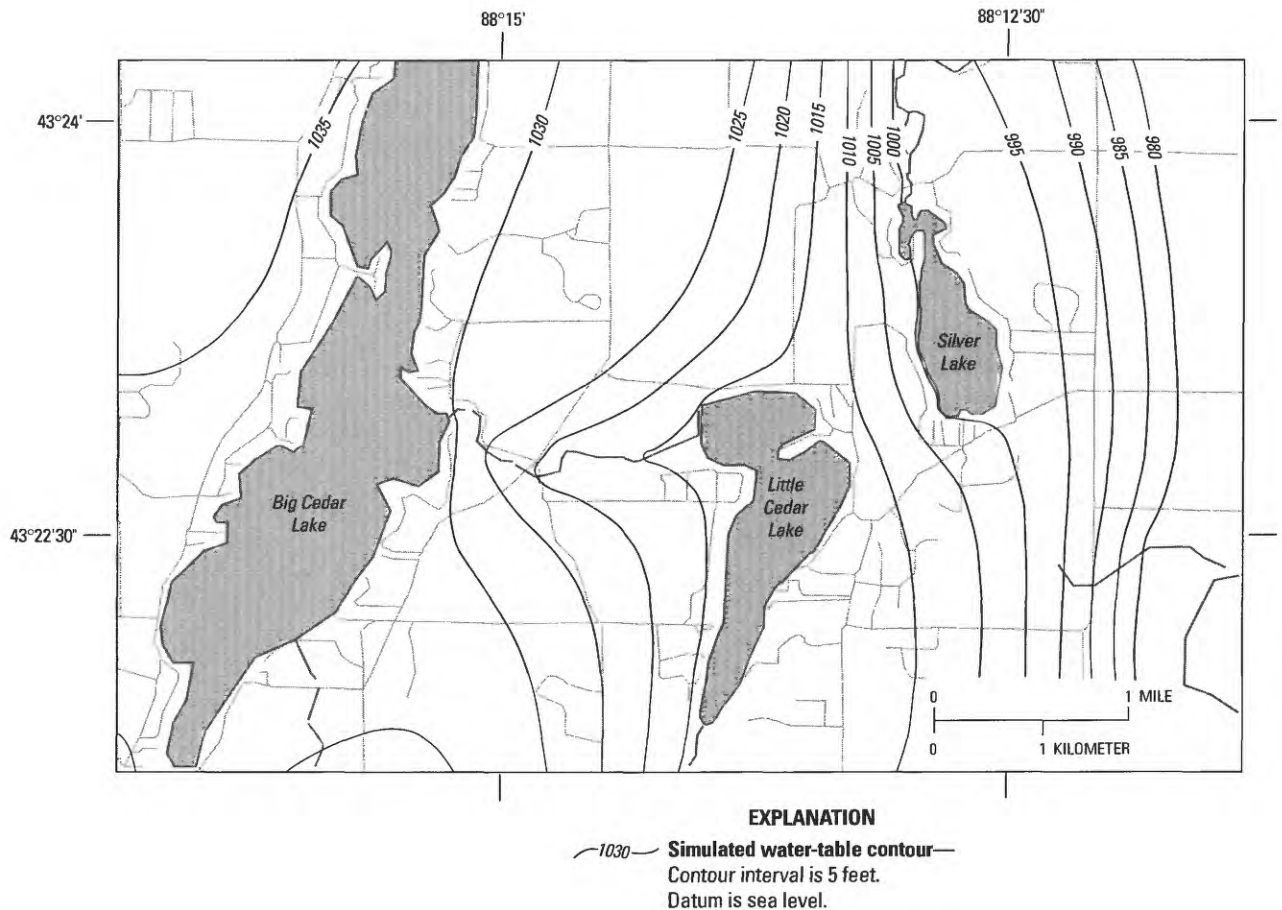 88°15'
88°12'30"
43°24'
1035
1030
1025
1020
1015
1010
1005
1000
995
990
985
980
Silver
Lake
Big Cedar
Lake
Little
Cedar
Lake
43°22'30"
0 1 MILE
0 1 KILOMETER
EXPLANATION
1030 Simulated water-table contour—
Contour interval is 5 feet.
Datum is sea level.